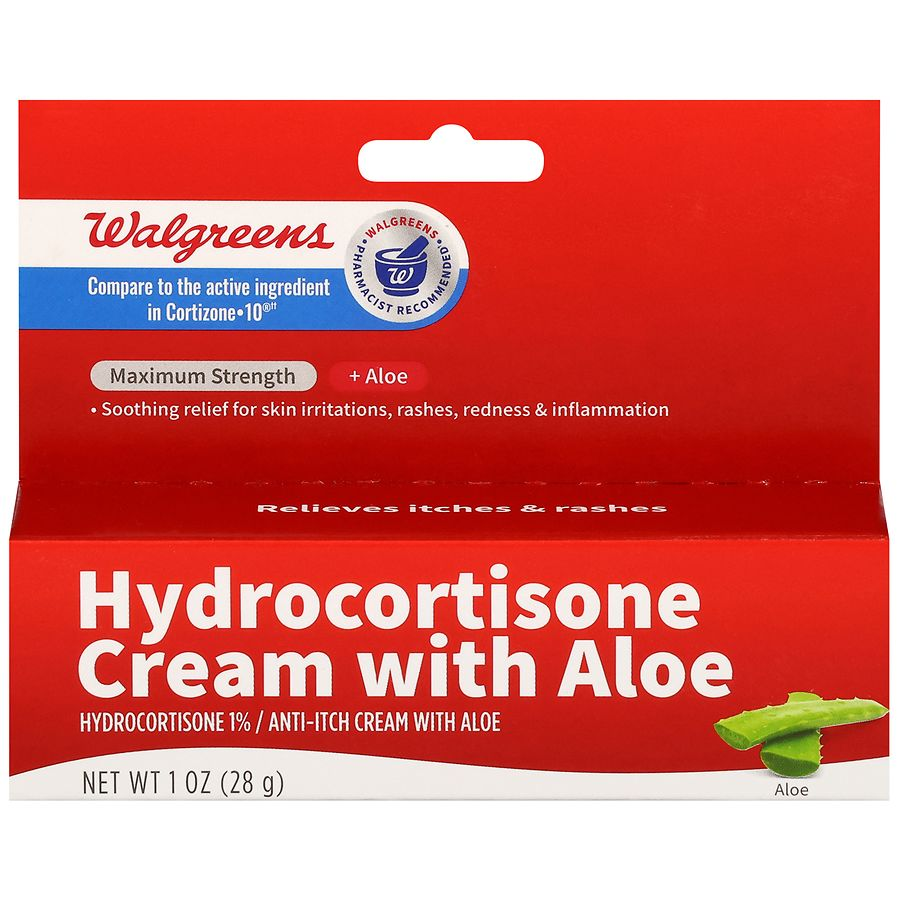 Walgreens
• WALGREENS •
PHARMACIST RECOMMENDED!
W
Compare to the active ingredient
in Cortizone•10®††
Maximum Strength
+ Aloe
• Soothing relief for skin irritations, rashes, redness & inflammation
Relieves itches & rashes
Hydrocortisone
Cream with Aloe
HYDROCORTISONE 1% / ANTI-ITCH CREAM WITH ALOE
NET WT 1 OZ (28 g)
Aloe